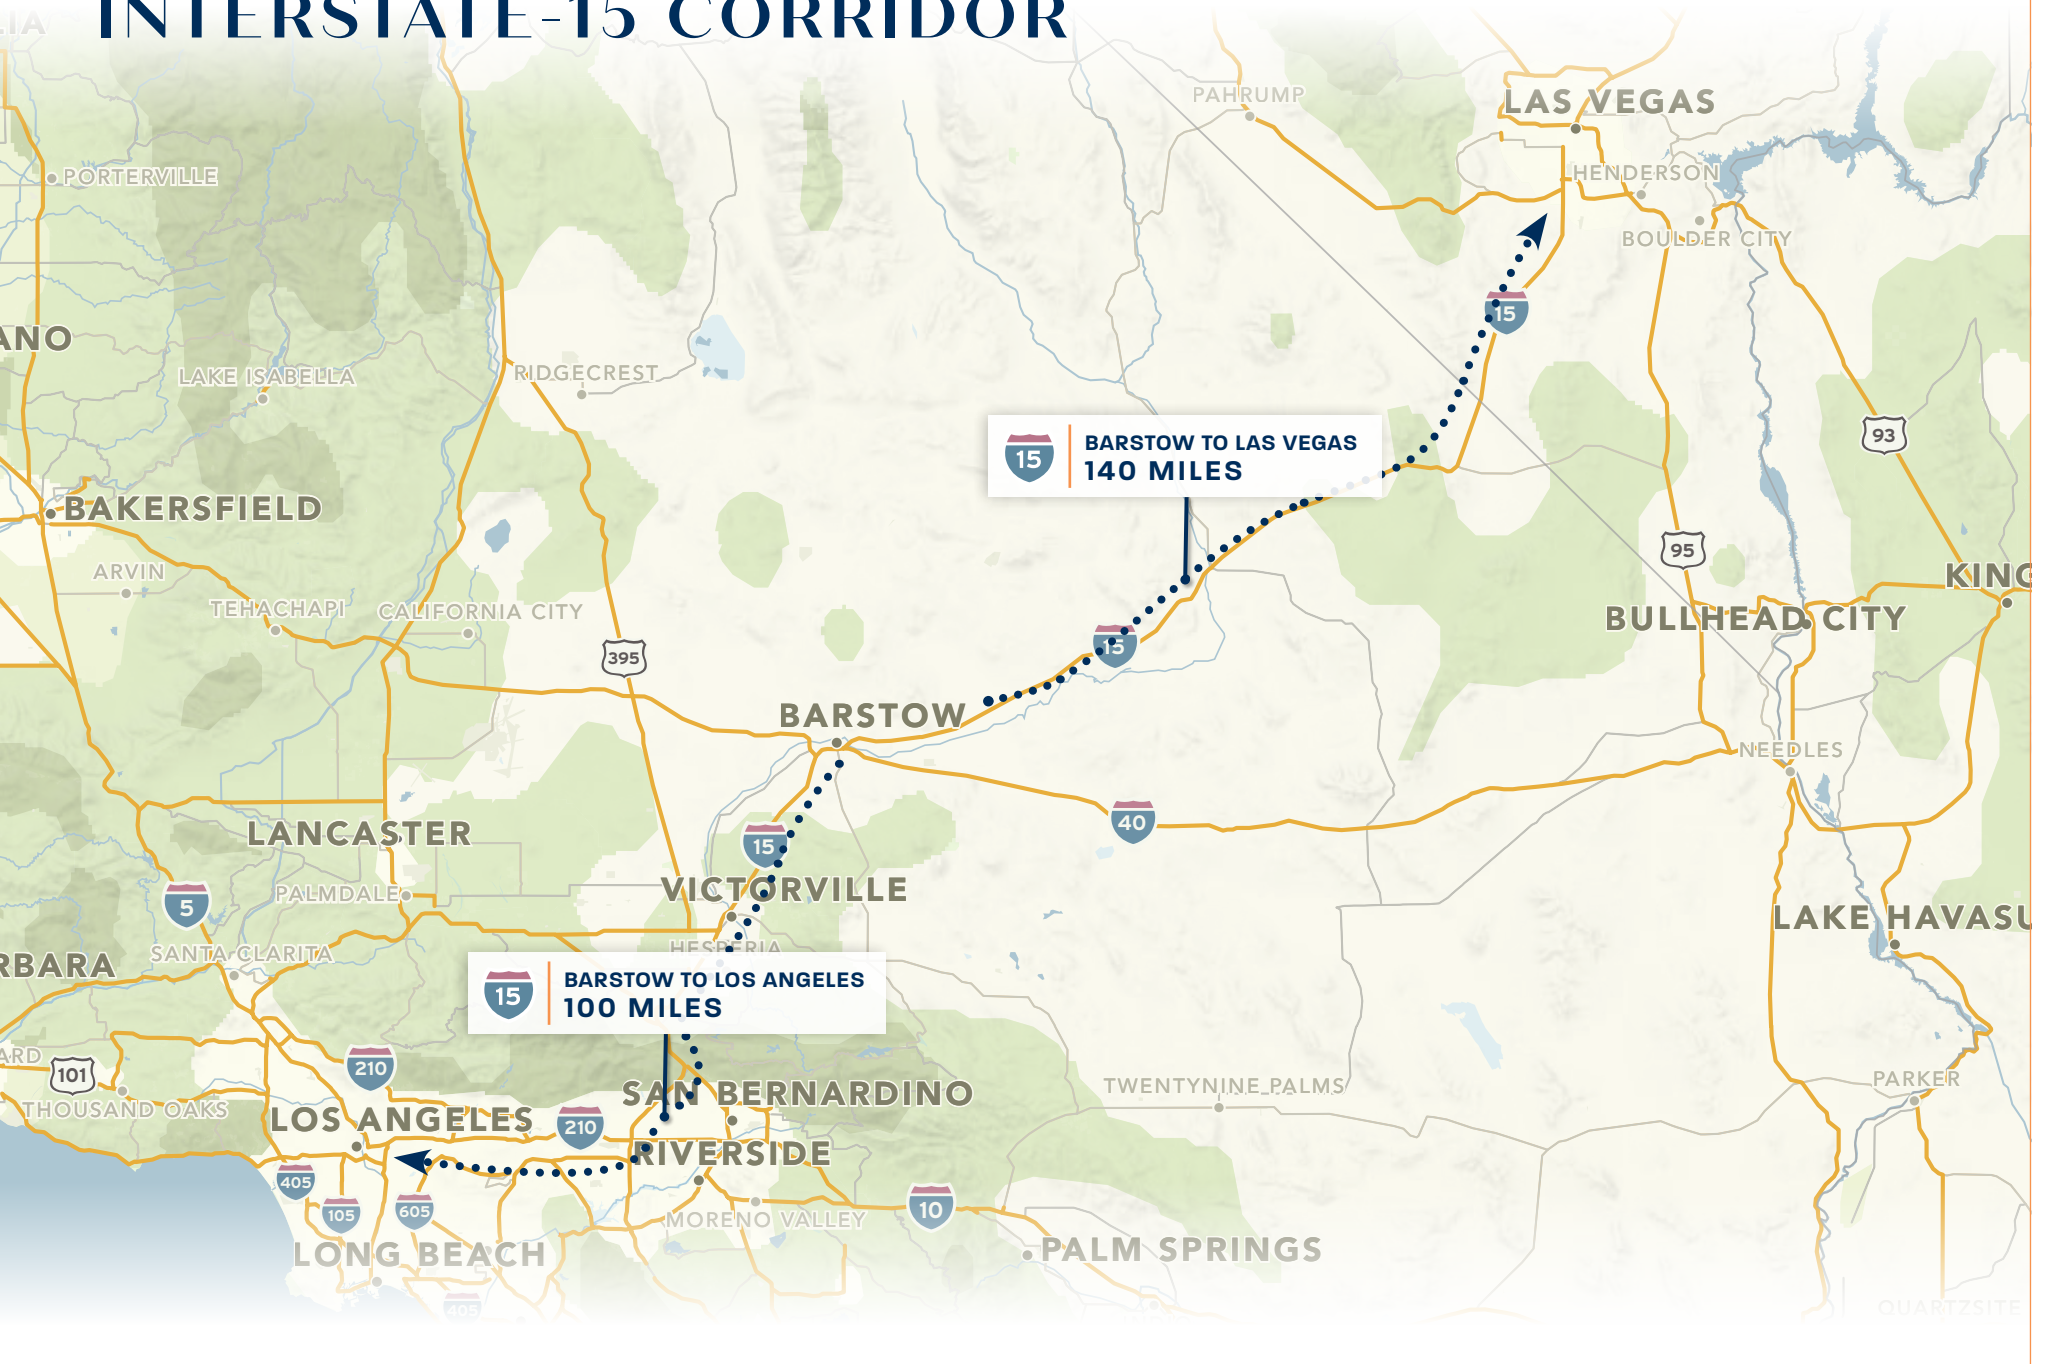 INTERSTATE-15 CORRIDOR
PAHRUMP
LAS VEGAS
PORTERVILLE
HENDERSON
BOULDER CITY
15
ANO
LAKE ISABELLA
RIDGECREST
15
BARSTOW TO LAS VEGAS
140 MILES
93
BAKERSFIELD
95
ARVIN
KING
TEHACHAPI
CALIFORNIA CITY
BULLHEAD CITY
395
15
BARSTOW
NEEDLES
40
LANCASTER
15
VICTORVILLE
PALMDALE
5
LAKE HAVASU
HESPERIA
SANTA CLARITA
RBARA
15
BARSTOW TO LOS ANGELES
100 MILES
ARD
101
210
THOUSAND OAKS
SAN BERNARDINO
TWENTYNINE PALMS
PARKER
LOS ANGELES
210
RIVERSIDE
405
105
605
10
MORENO VALLEY
LONG BEACH
PALM SPRINGS
405
QUARTZSITE